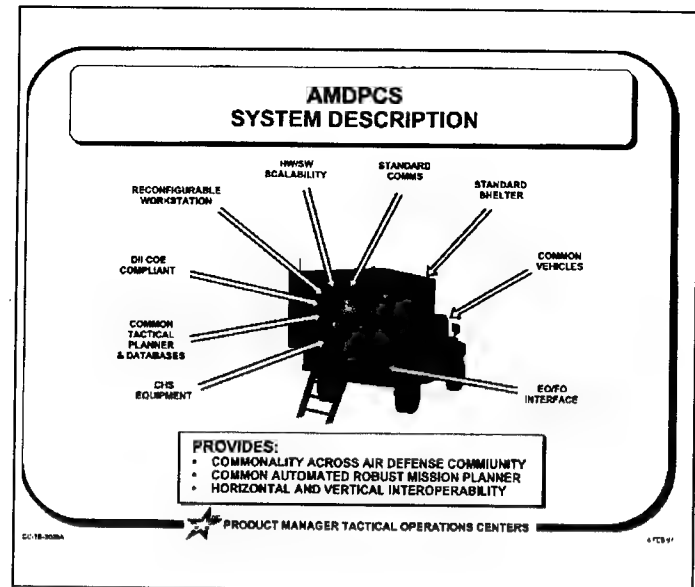 AMDPCS
SYSTEM DESCRIPTION
HW/SW
SCALABILITY
STANDARD
COMMS
RECONFIGURABLE
WORKSTATION
STANDARD
SHELTER
DII COE
COMPLIANT
COMMON
VEHICLES
COMMON
TACTICAL
PLANNER
& DATABASES
CHS
EQUIPMENT
EO/FO
INTERFACE
PROVIDES:
• COMMONALITY ACROSS AIR DEFENSE COMMIUNITY
• COMMON AUTOMATED ROBUST MISSION PLANNER
• HORIZONTAL AND VERTICAL INTEROPERABILITY
PRODUCT MANAGER TACTICAL OPERATIONS CENTERS